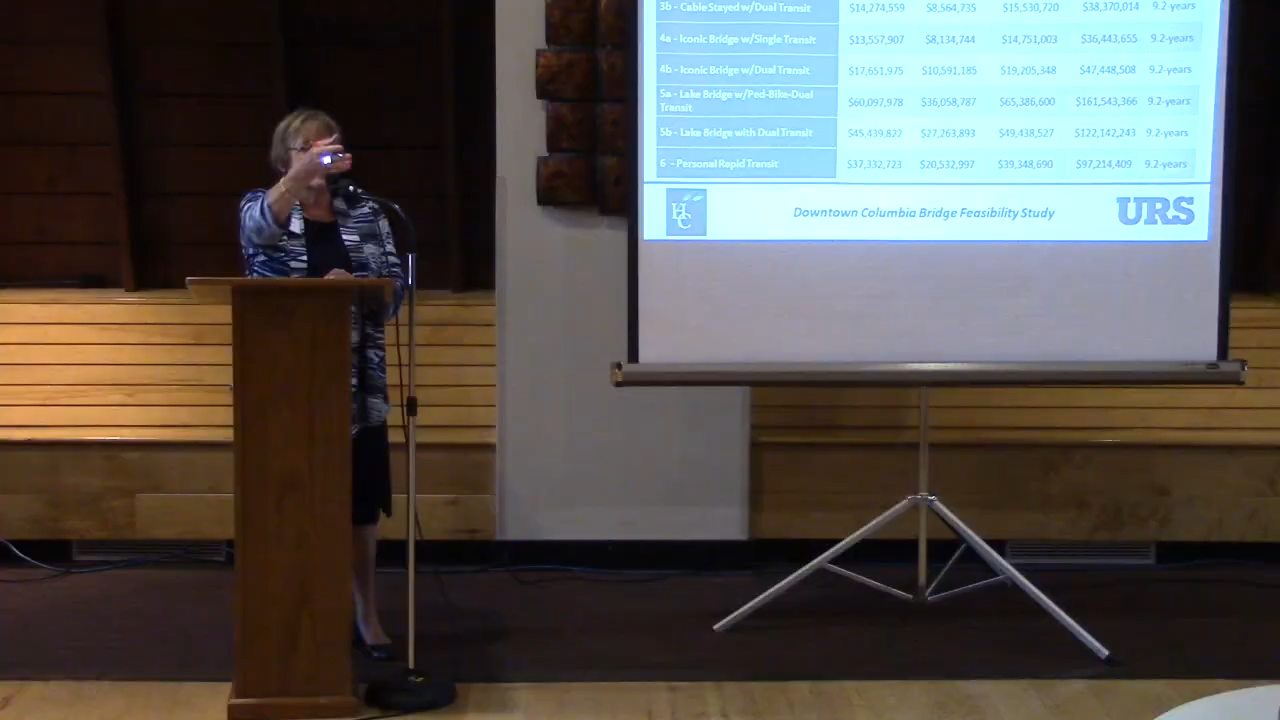 3b - Cable Stayed w/Dual Transit $14,274,559 $8,564,735 $15,530,720 $38,370,014 9.2-years
4a - Iconic Bridge w/Single Transit $13,557,907 $8,134,744 $14,751,003 $36,443,655 9.2-years
4b - Iconic Bridge w/Dual Transit $17,651,975 $10,591,185 $19,205,348 $47,448,508 9.2-years
5a - Lake Bridge w/Ped-Bike-Dual
Transit $60,097,978 $36,058,787 $65,386,600 $161,543,366 9.2-years
5b - Lake Bridge with Dual Transit $45,439,822 $27,263,893 $49,438,527 $122,142,243 9.2-years
6 - Personal Rapid Transit $37,332,723 $20,532,997 $39,348,690 $97,214,409 9.2-years
HC Downtown Columbia Bridge Feasibility Study URS